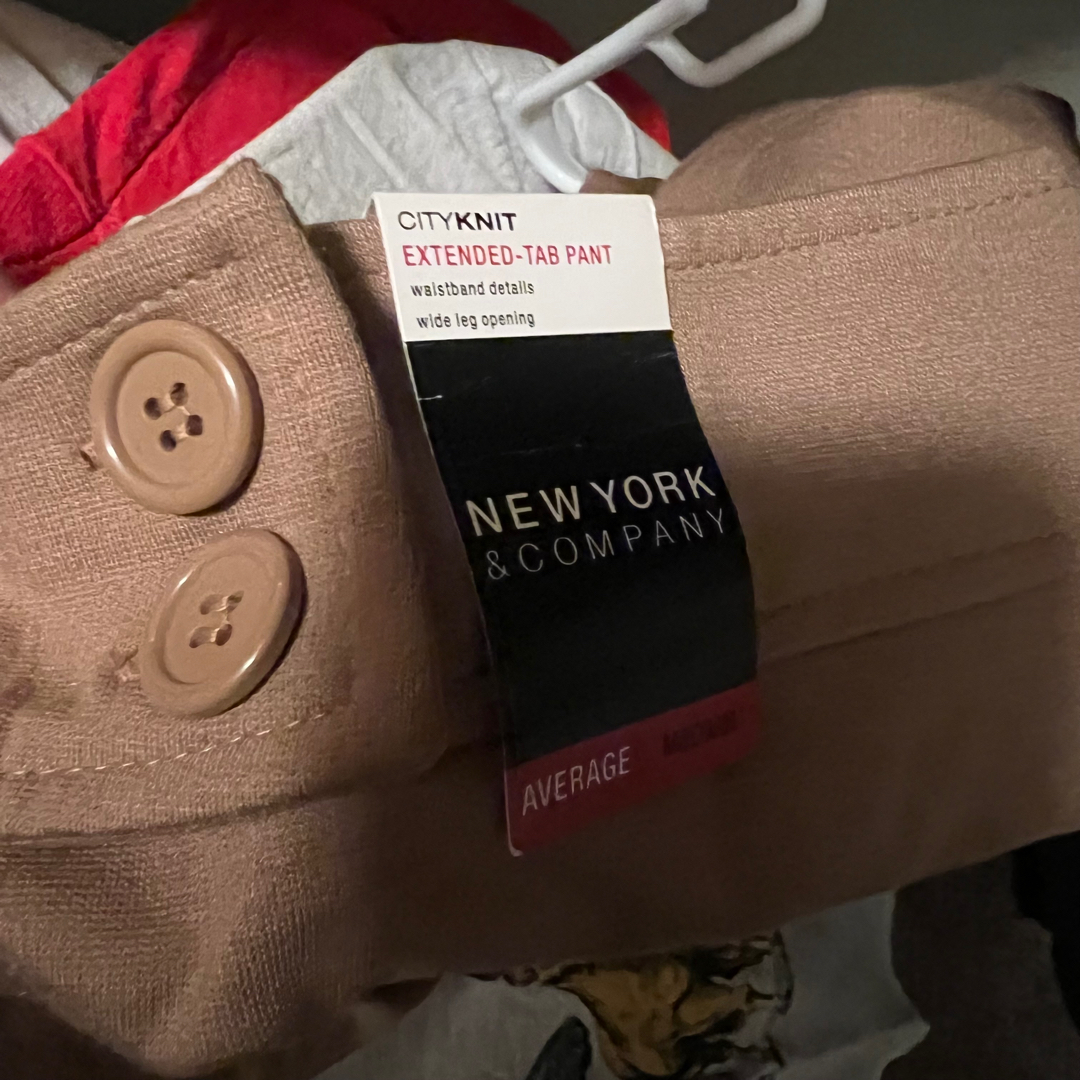 CITYKNIT
EXTENDED-TAB PANT
waistband details
wide leg opening
NEW YORK
&COMPANY
AVERAGE